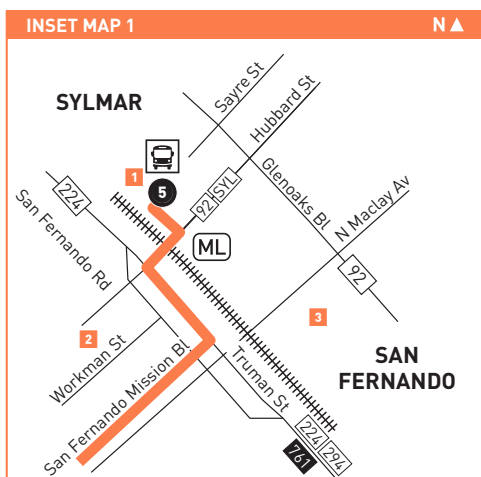 INSET MAP 1
N
SYLMAR
Sayre St
Hubbard St
1
5
224
92
SYL
Glenoaks Bl
N Maclay Av
San Fernando Rd
ML
92
2
3
Workman St
San Fernando Mission Bl
Truman St
SAN
FERNANDO
224
294
761